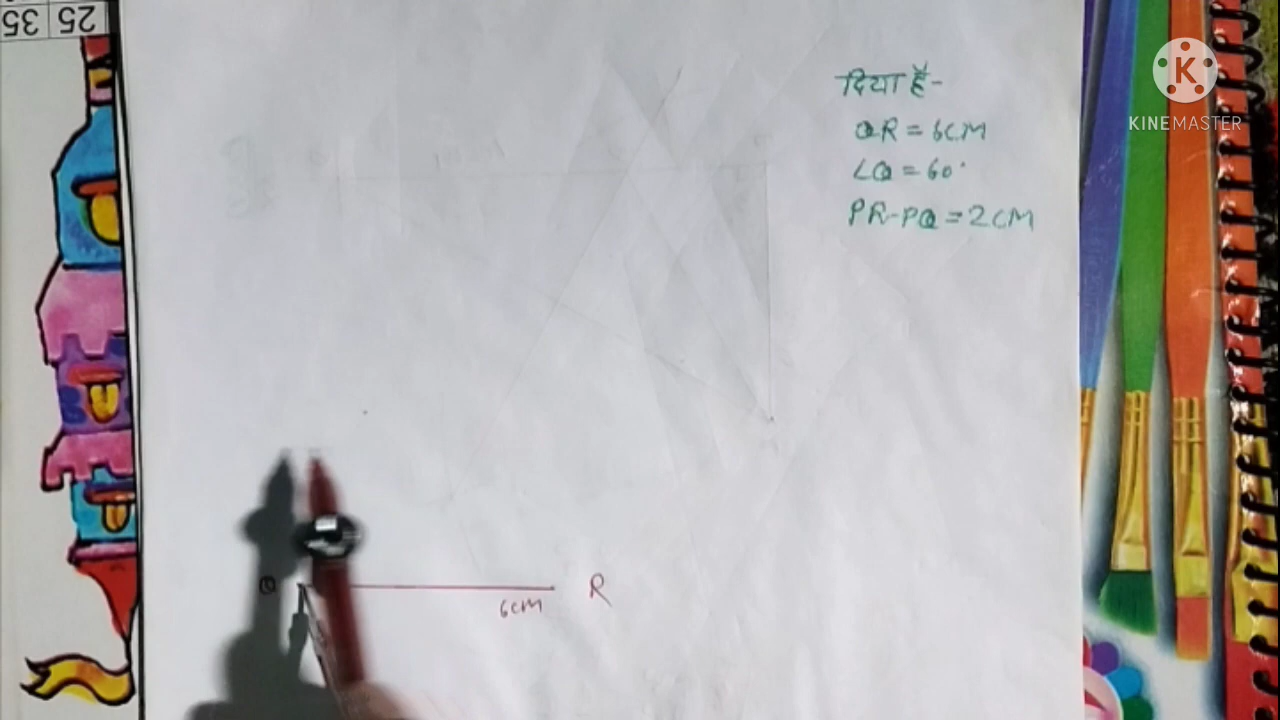 25 35
दिया है-
QR = 6CM
∠Q = 60°
PR-PQ = 2CM
KINEMASTER
Q
R
6CM